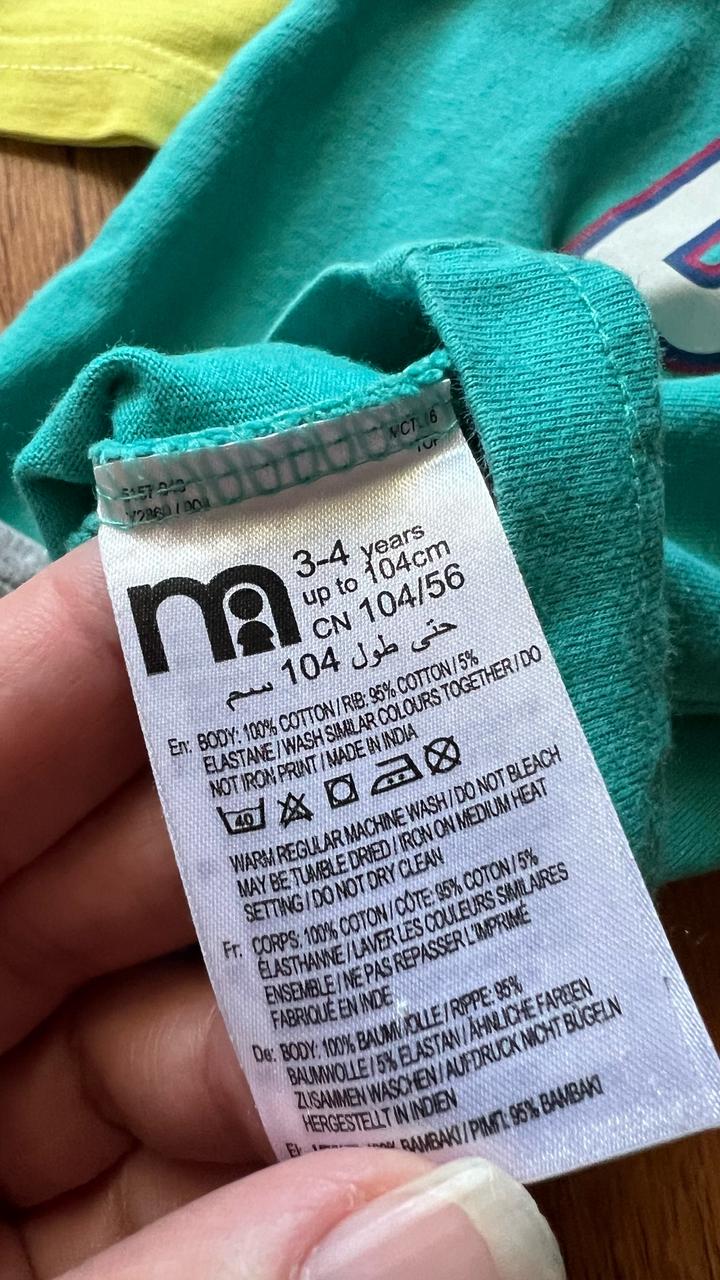 3-4 years
up to 104cm
CN 104/56
حتى طول 104 سم
En: BODY: 100% COTTON / RIB: 95% COTTON / 5%
ELASTANE / WASH SIMILAR COLOURS TOGETHER / DO
NOT IRON PRINT / MADE IN INDIA
40
WARM REGULAR MACHINE WASH / DO NOT BLEACH
MAY BE TUMBLE DRIED / IRON ON MEDIUM HEAT
SETTING / DO NOT DRY CLEAN
Fr: CORPS: 100% COTON / CÔTE: 95% COTON / 5%
ÉLASTHANNE / LAVER LES COULEURS SIMILAIRES
ENSEMBLE / NE PAS REPASSER L'IMPRIMÉ
FABRIQUÉ EN INDE
De: BODY: 100% BAUMWOLLE / RIPPE: 95%
BAUMWOLLE / 5% ELASTAN / ÄHNLICHE FARBEN
ZUSAMMEN WASCHEN / AUFDRUCK NICHT BÜGELN
HERGESTELLT IN INDIEN
ΒΑΜΒΑΚΙ / ΡΙΜΠ: 95% ΒΑΜΒΑΚΙ